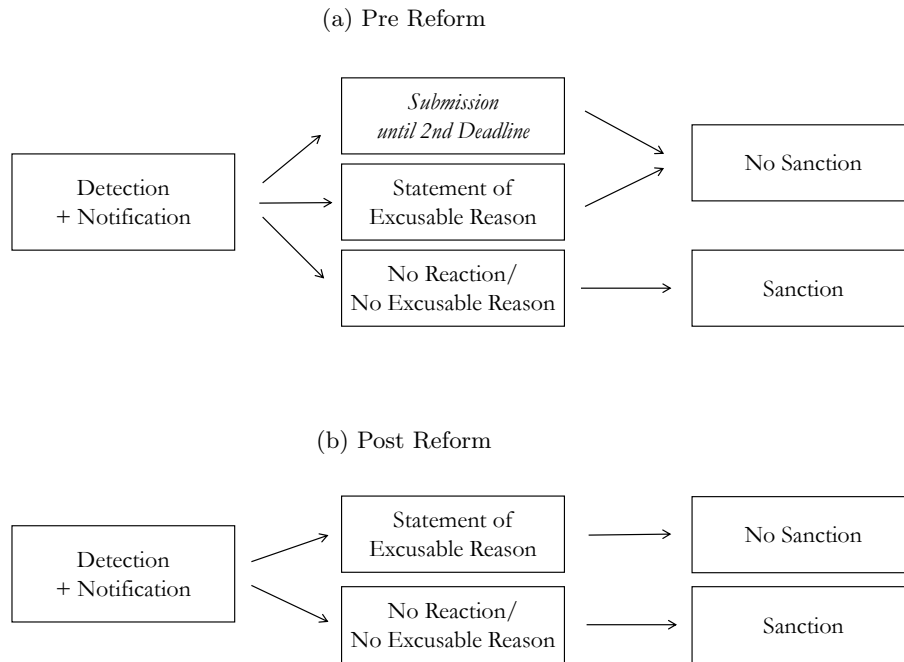 (a) Pre Reform
Submission
until 2nd Deadline
Detection
+ Notification
Statement of
Excusable Reason
No Sanction
No Reaction/
No Excusable Reason
Sanction
(b) Post Reform
Detection
+ Notification
Statement of
Excusable Reason
No Sanction
No Reaction/
No Excusable Reason
Sanction